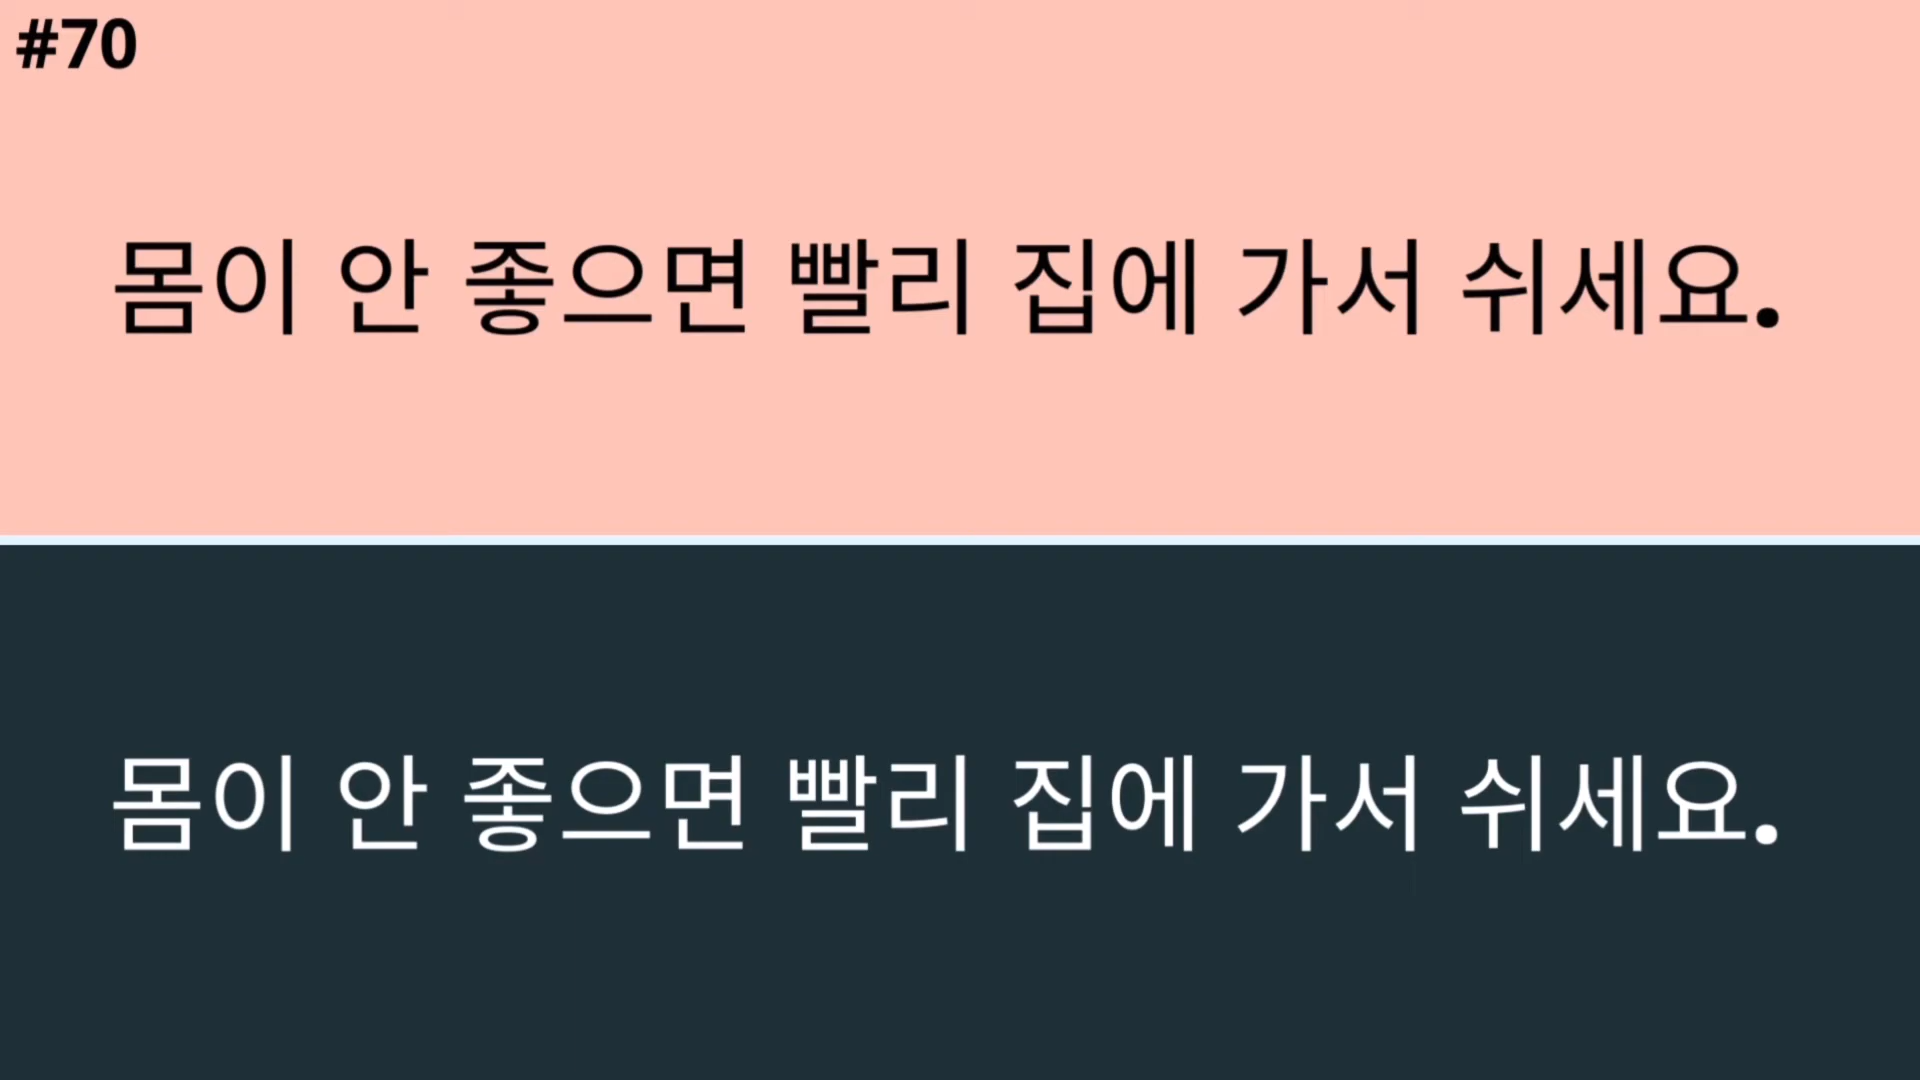 #70
몸이 안 좋으면 빨리 집에 가서 쉬세요.
몸이 안 좋으면 빨리 집에 가서 쉬세요.